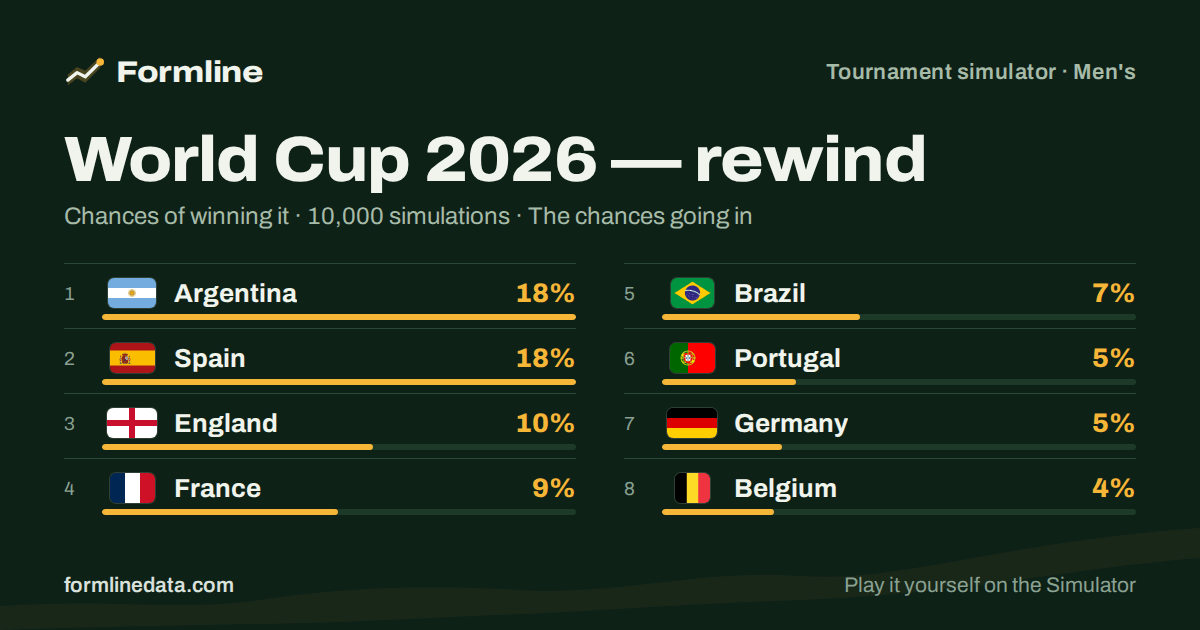 Formline
Tournament simulator · Men's
World Cup 2026 — rewind
Chances of winning it · 10,000 simulations · The chances going in
1 Argentina 18%
2 Spain 18%
3 England 10%
4 France 9%
5 Brazil 7%
6 Portugal 5%
7 Germany 5%
8 Belgium 4%
formlinedata.com
Play it yourself on the Simulator